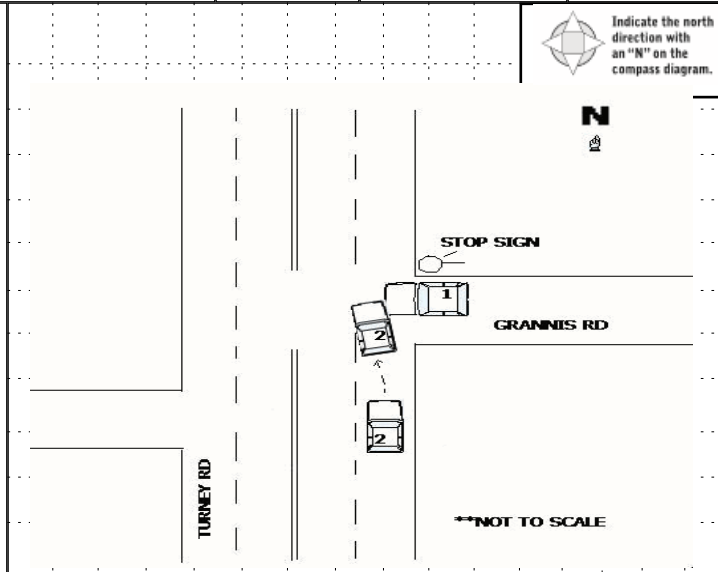 Indicate the north
direction with
an “N” on the
compass diagram.
N
STOP SIGN
1
GRANNIS RD
2
2
TURNEY RD
**NOT TO SCALE